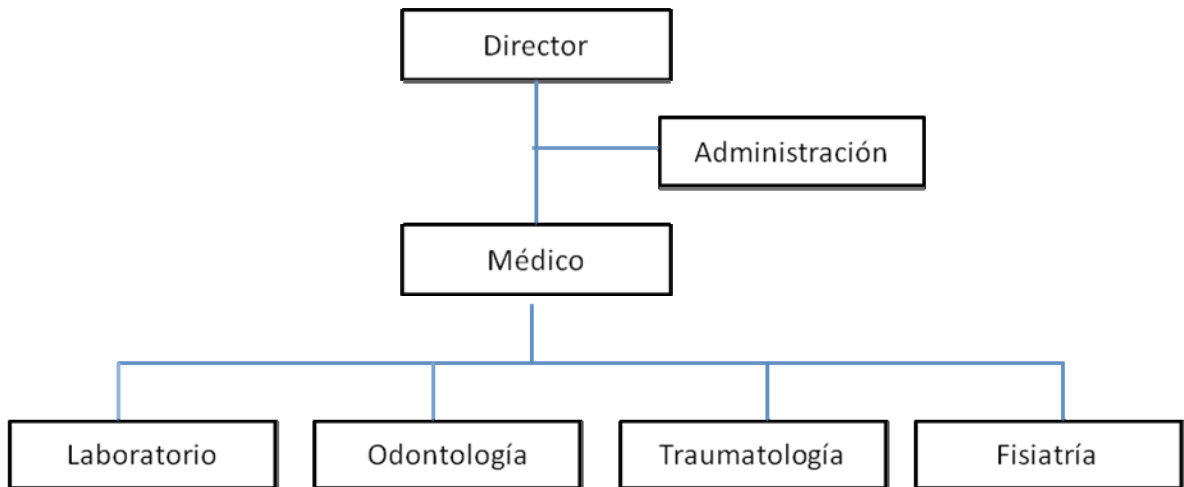 Director
Administración
Médico
Laboratorio
Odontología
Traumatología
Fisiatría